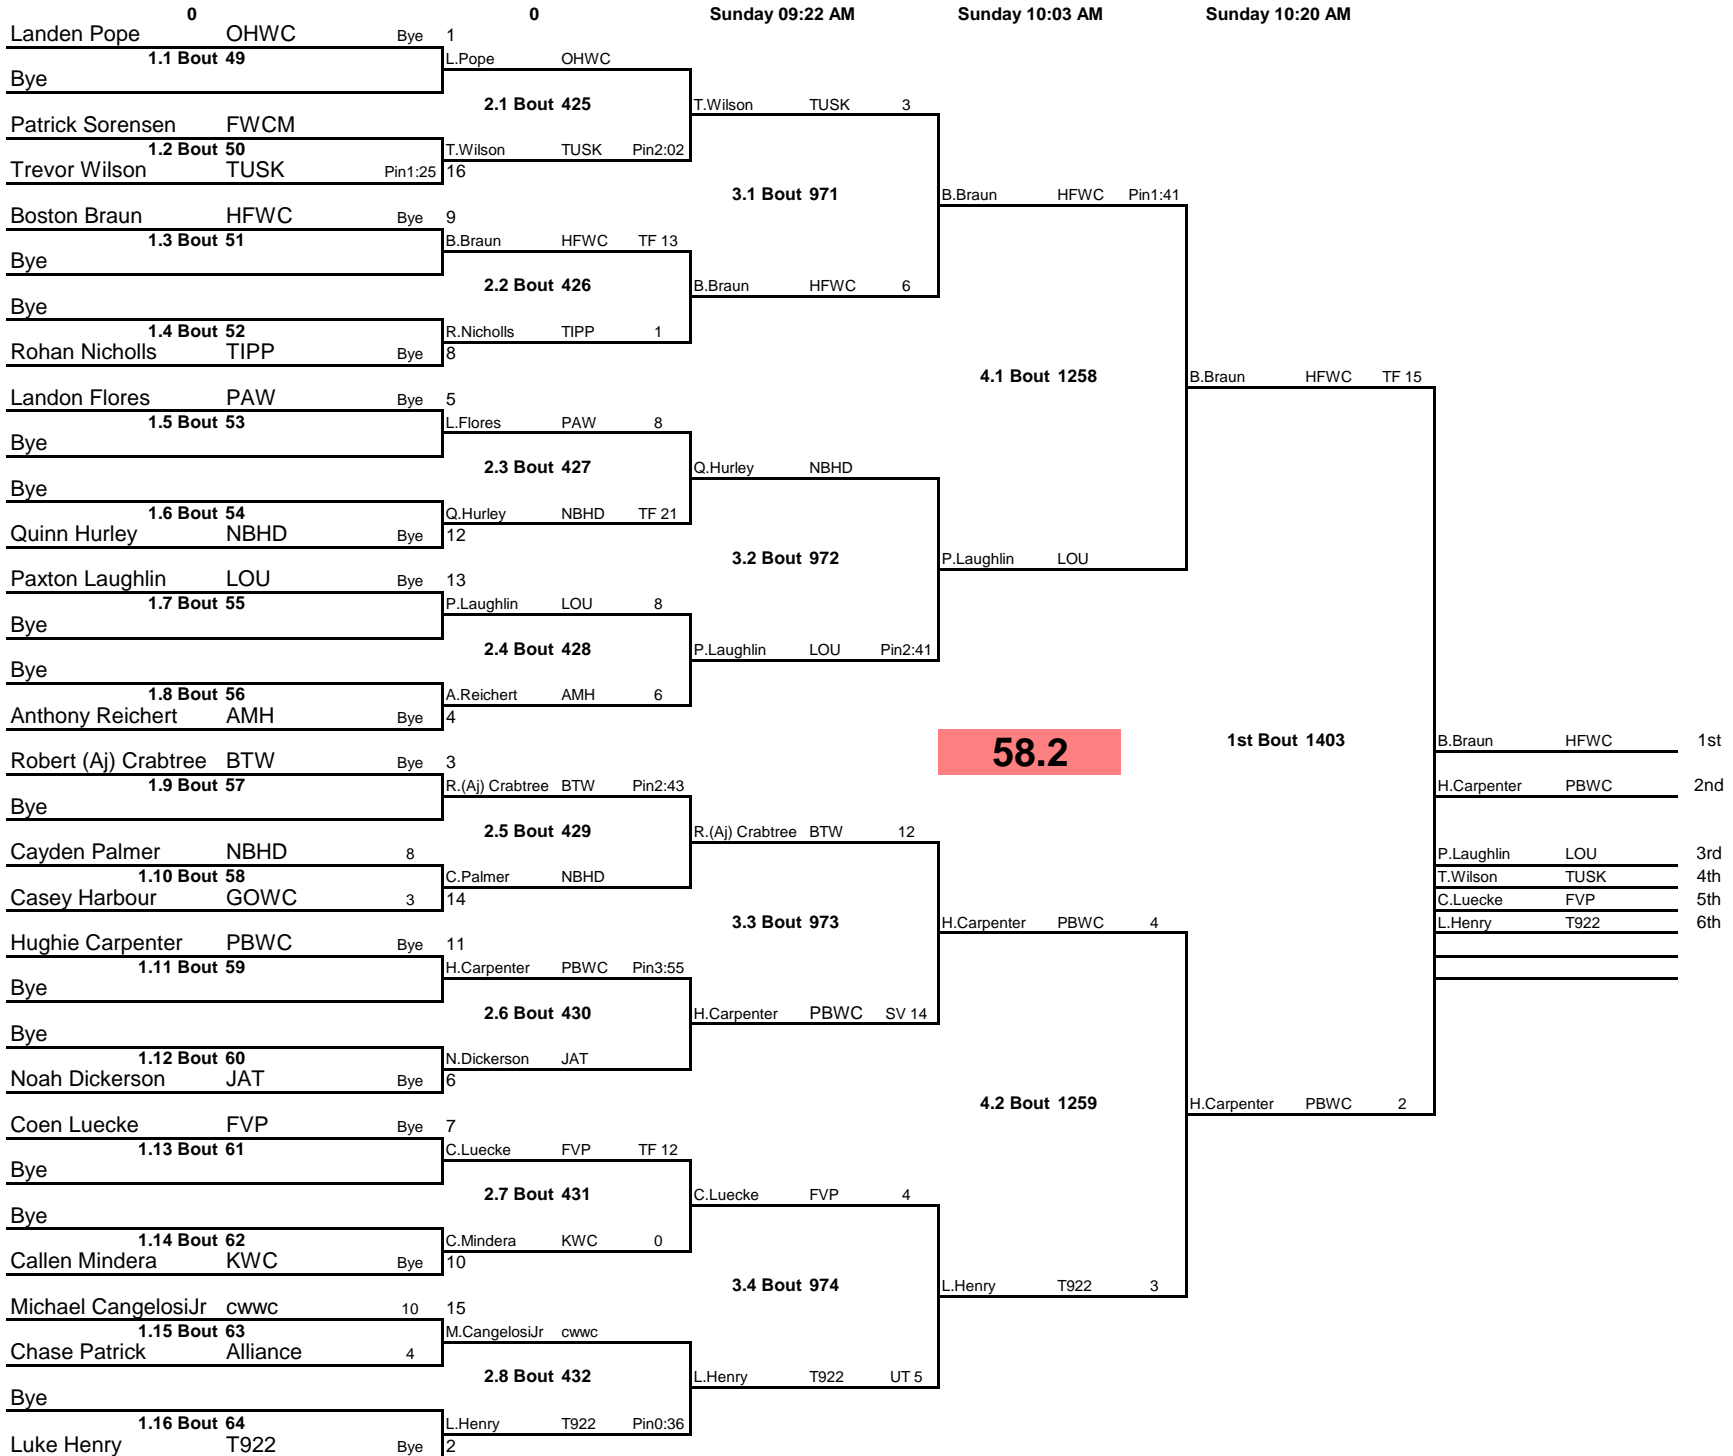 0 0 Sunday 09:22 AM Sunday 10:03 AM Sunday 10:20 AM
Landen Pope OHWC Bye 1
1.1 Bout 49
L.Pope OHWC
Bye
2.1 Bout 425
T.Wilson TUSK 3
Patrick Sorensen FWCM
1.2 Bout 50
T.Wilson TUSK Pin2:02
Trevor Wilson TUSK Pin1:25 16
3.1 Bout 971
B.Braun HFWC Pin1:41
Boston Braun HFWC Bye 9
1.3 Bout 51
B.Braun HFWC TF 13
Bye
2.2 Bout 426
B.Braun HFWC 6
Bye
1.4 Bout 52
R.Nicholls TIPP 1
Rohan Nicholls TIPP Bye 8
4.1 Bout 1258
B.Braun HFWC TF 15
Landon Flores PAW Bye 5
1.5 Bout 53
L.Flores PAW 8
Bye
2.3 Bout 427
Q.Hurley NBHD
Bye
1.6 Bout 54
Q.Hurley NBHD TF 21
Quinn Hurley NBHD Bye 12
3.2 Bout 972
P.Laughlin LOU
Paxton Laughlin LOU Bye 13
1.7 Bout 55
P.Laughlin LOU 8
Bye
2.4 Bout 428
P.Laughlin LOU Pin2:41
Bye
1.8 Bout 56
A.Reichert AMH 6
Anthony Reichert AMH Bye 4
58.2
1st Bout 1403
B.Braun HFWC 1st
Robert (Aj) Crabtree BTW Bye 3
1.9 Bout 57
R.(Aj) Crabtree BTW Pin2:43
H.Carpenter PBWC 2nd
Bye
2.5 Bout 429
R.(Aj) Crabtree BTW 12
Cayden Palmer NBHD 8
P.Laughlin LOU 3rd
1.10 Bout 58
C.Palmer NBHD
T.Wilson TUSK 4th
Casey Harbour GOWC 3 14
C.Luecke FVP 5th
3.3 Bout 973
H.Carpenter PBWC 4
L.Henry T922 6th
Hughie Carpenter PBWC Bye 11
1.11 Bout 59
H.Carpenter PBWC Pin3:55
Bye
2.6 Bout 430
H.Carpenter PBWC SV 14
Bye
1.12 Bout 60
N.Dickerson JAT
Noah Dickerson JAT Bye 6
4.2 Bout 1259
H.Carpenter PBWC 2
Coen Luecke FVP Bye 7
1.13 Bout 61
C.Luecke FVP TF 12
Bye
2.7 Bout 431
C.Luecke FVP 4
Bye
1.14 Bout 62
C.Mindera KWC 0
Callen Mindera KWC Bye 10
3.4 Bout 974
L.Henry T922 3
Michael CangelosiJr cwwc 10 15
1.15 Bout 63
M.CangelosiJr cwwc
Chase Patrick Alliance 4
2.8 Bout 432
L.Henry T922 UT 5
Bye
1.16 Bout 64
L.Henry T922 Pin0:36
Luke Henry T922 Bye 2